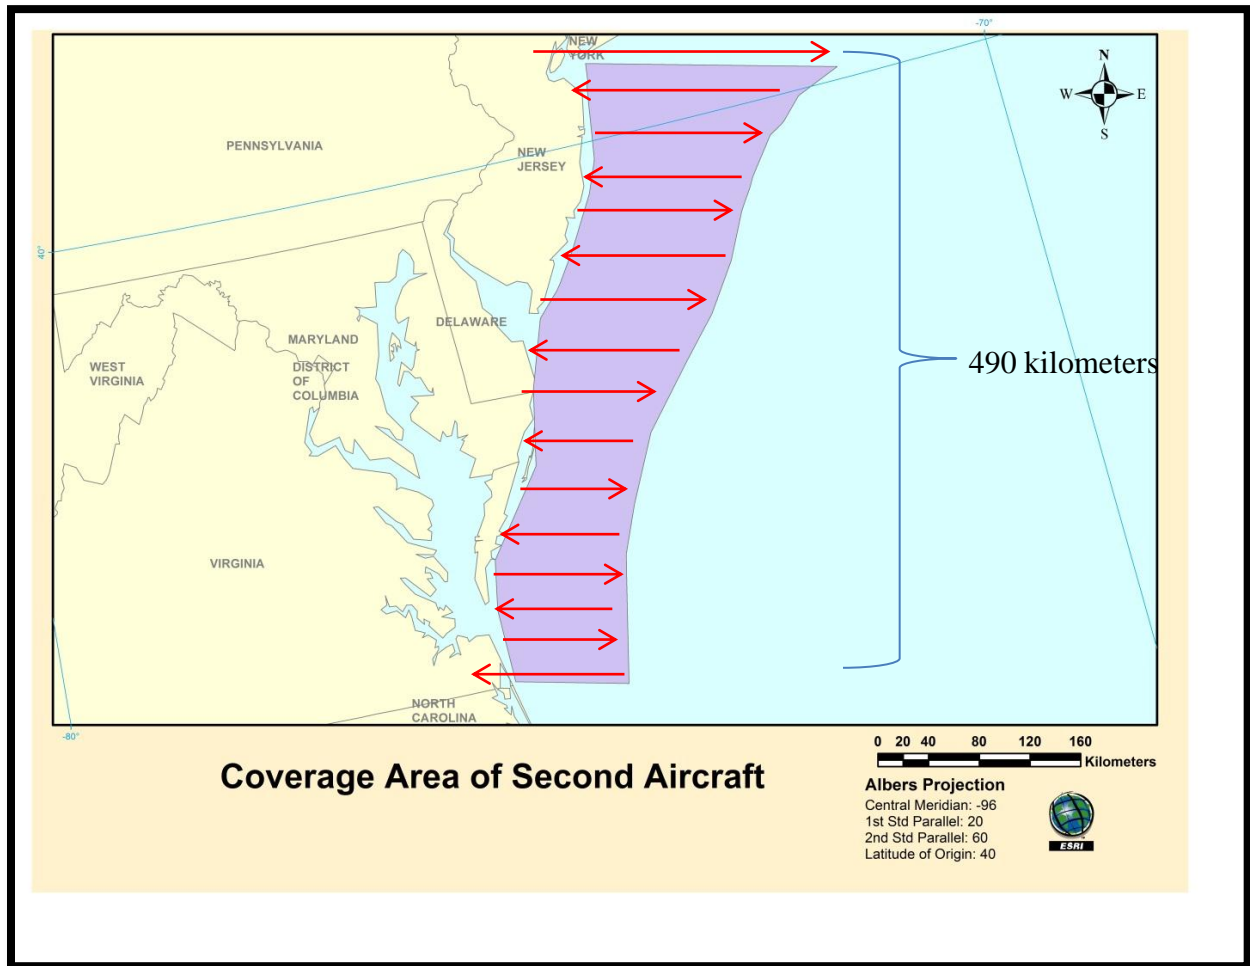 -70°
NEW
YORK
N
W
E
S
PENNSYLVANIA
NEW
JERSEY
40°
DELAWARE
MARYLAND
WEST
VIRGINIA
DISTRICT
OF
COLUMBIA
490 kilometers
VIRGINIA
NORTH
CAROLINA
-80°
0 20 40 80 120 160
Kilometers
Coverage Area of Second Aircraft
Albers Projection
Central Meridian: -96
1st Std Parallel: 20
2nd Std Parallel: 60
Latitude of Origin: 40
ESRI